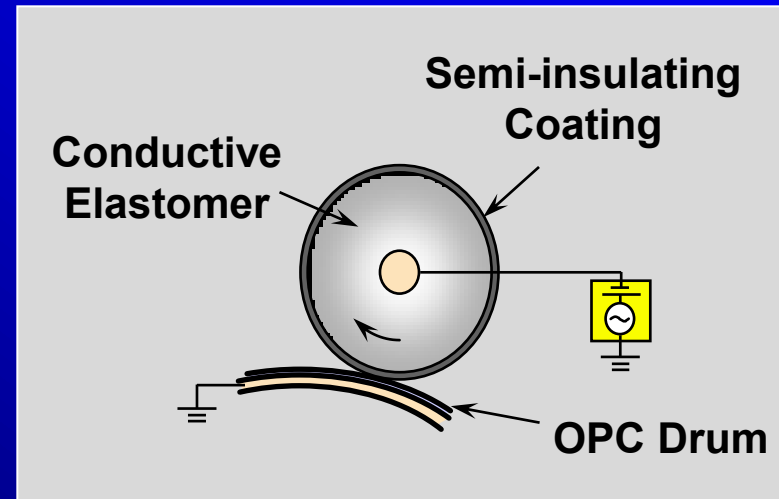 Semi-insulating
Coating
Conductive
Elastomer
OPC Drum